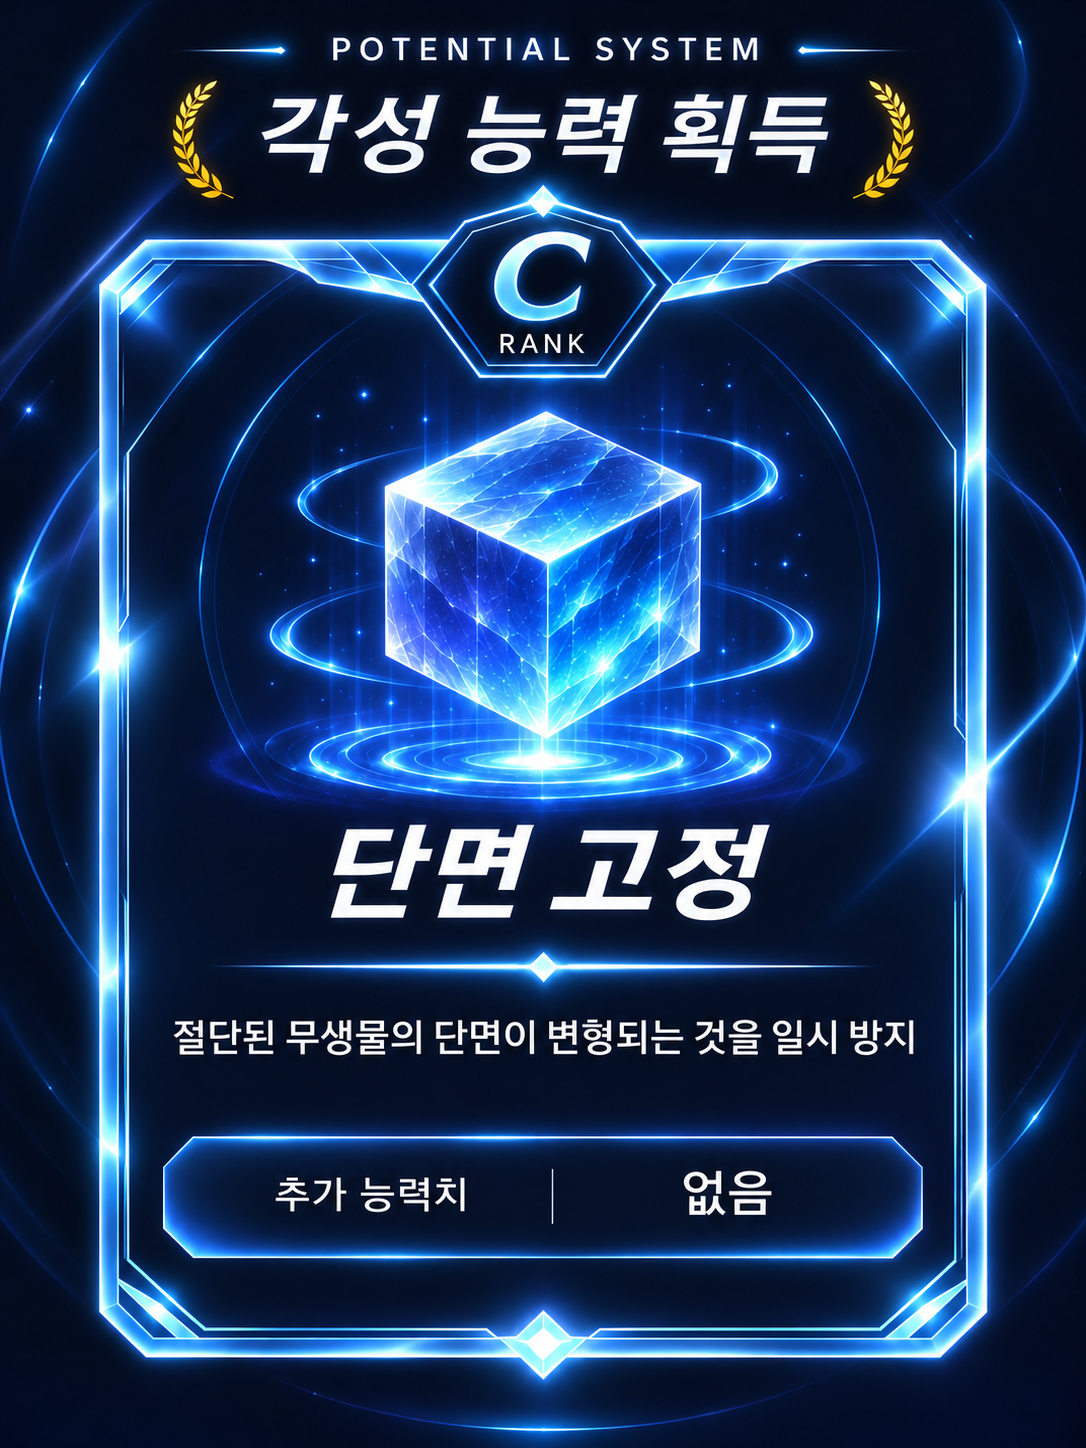 POTENTIAL SYSTEM
각성 능력 획득
C
RANK
단면 고정
절단된 무생물의 단면이 변형되는 것을 일시 방지
추가 능력치 없음